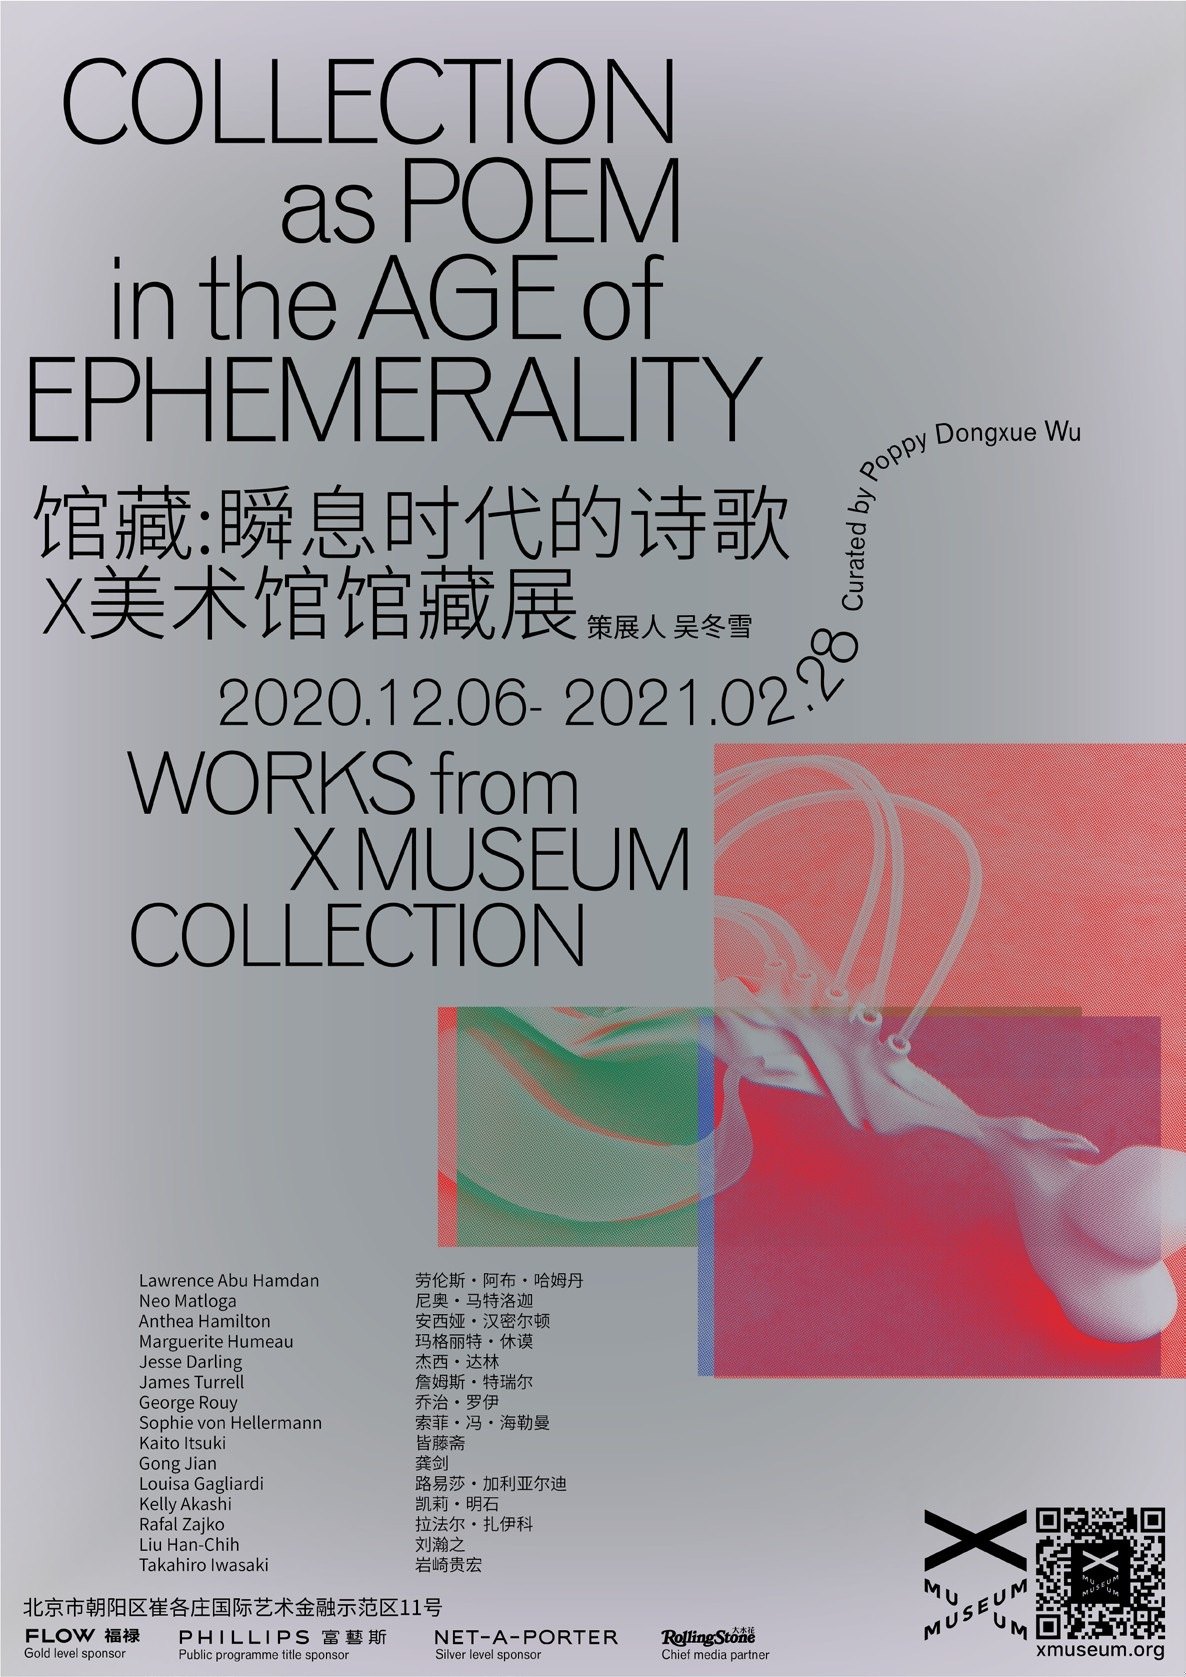 COLLECTION
as POEM
in the AGE of
EPHEMERALITY
馆藏:瞬息时代的诗歌
X美术馆馆藏展 策展人 吴冬雪
2020.12.06- 2021.02.28 Curated by Poppy Dongxue Wu
WORKS from
X MUSEUM
COLLECTION
Lawrence Abu Hamdan 劳伦斯·阿布·哈姆丹
Neo Matloga 尼奥·马特洛迦
Anthea Hamilton 安西娅·汉密尔顿
Marguerite Humeau 玛格丽特·休谟
Jesse Darling 杰西·达林
James Turrell 詹姆斯·特瑞尔
George Rouy 乔治·罗伊
Sophie von Hellermann 索菲·冯·海勒曼
Kaito Itsuki 皆藤斋
Gong Jian 龚剑
Louisa Gagliardi 路易莎·加利亚尔迪
Kelly Akashi 凯莉·明石
Rafal Zajko 拉法尔·扎伊科
Liu Han-Chih 刘瀚之
Takahiro Iwasaki 岩崎贵宏
北京市朝阳区崔各庄国际艺术金融示范区11号
FLOW 福禄
Gold level sponsor
PHILLIPS 富藝斯
Public programme title sponsor
NET-A-PORTER
Silver level sponsor
RollingStone 大水花
Chief media partner
X
MUSEUM
MUSEUM
xmuseum.org